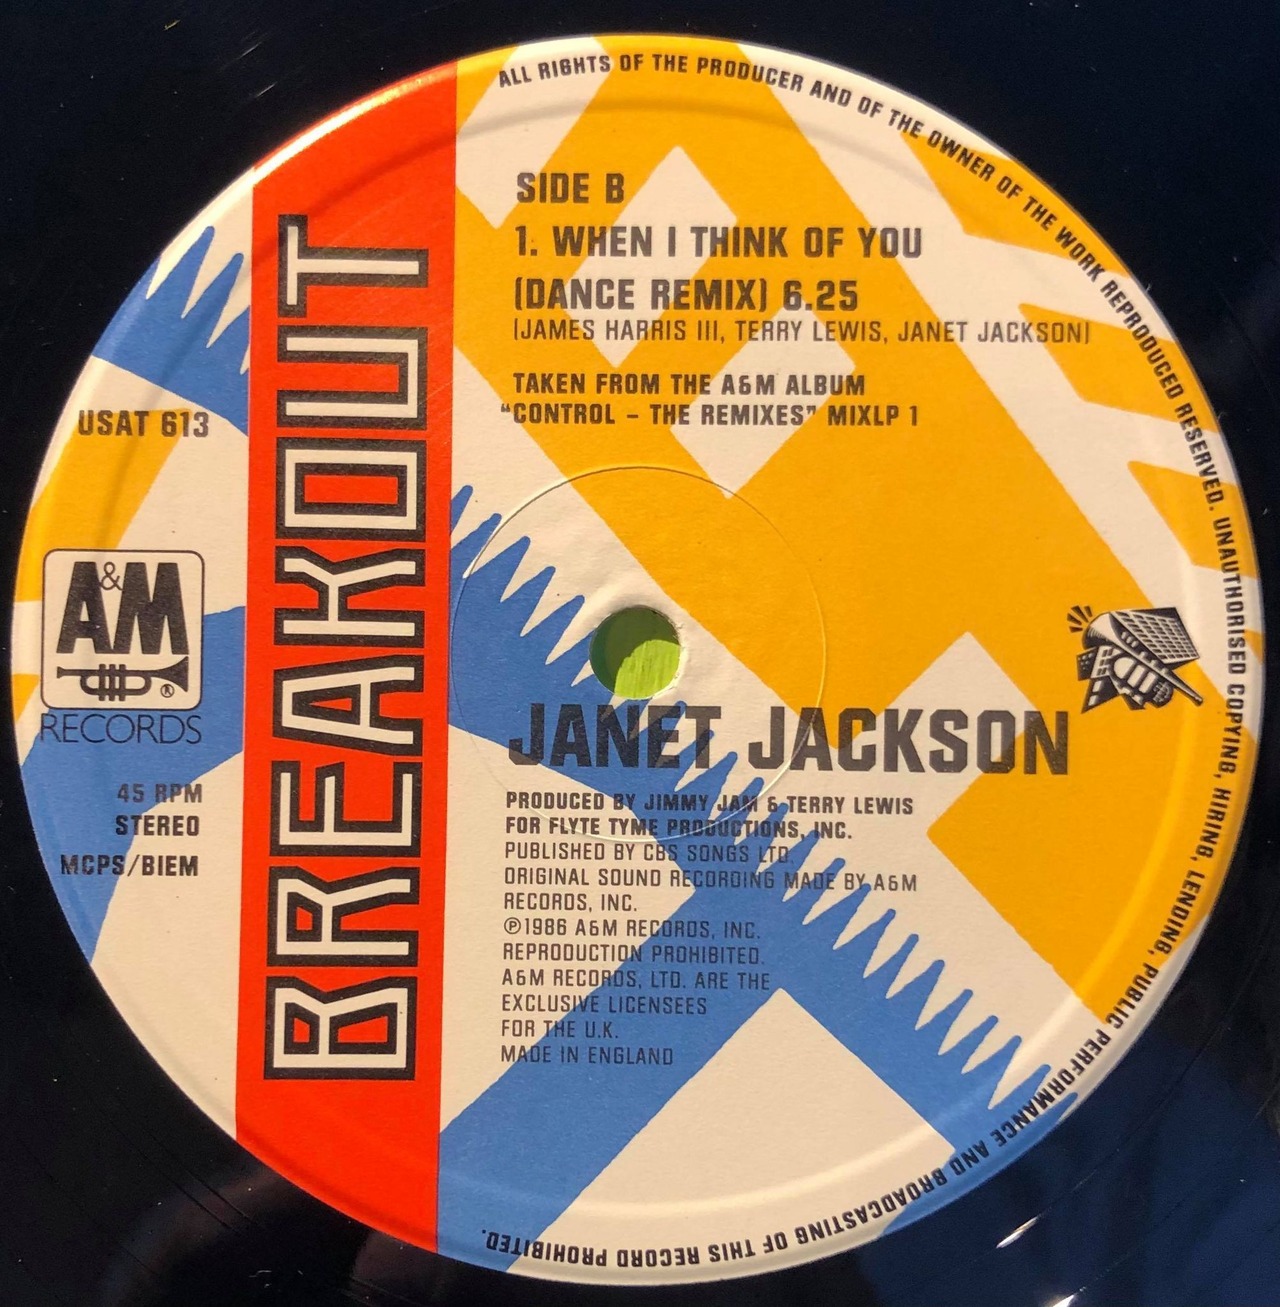 ALL RIGHTS OF THE PRODUCER AND OF THE OWNER OF THE WORK REPRODUCED RESERVED. UNAUTHORISED COPYING, HIRING, LENDING, PUBLIC PERFORMANCE AND BROADCASTING OF THIS RECORD PROHIBITED.
BREAKOUT
SIDE B
1. WHEN I THINK OF YOU
(DANCE REMIX) 6.25
(JAMES HARRIS III, TERRY LEWIS, JANET JACKSON)
TAKEN FROM THE A&M ALBUM
"CONTROL – THE REMIXES" MIXLP 1
USAT 613
A&M
®
RECORDS
45 RPM
STEREO
MCPS/BIEM
JANET JACKSON
PRODUCED BY JIMMY JAM & TERRY LEWIS
FOR FLYTE TYME PRODUCTIONS, INC.
PUBLISHED BY CBS SONGS LTD.
ORIGINAL SOUND RECORDING MADE BY A&M
RECORDS, INC.
℗1986 A&M RECORDS, INC.
REPRODUCTION PROHIBITED.
A&M RECORDS, LTD. ARE THE
EXCLUSIVE LICENSEES
FOR THE U.K.
MADE IN ENGLAND